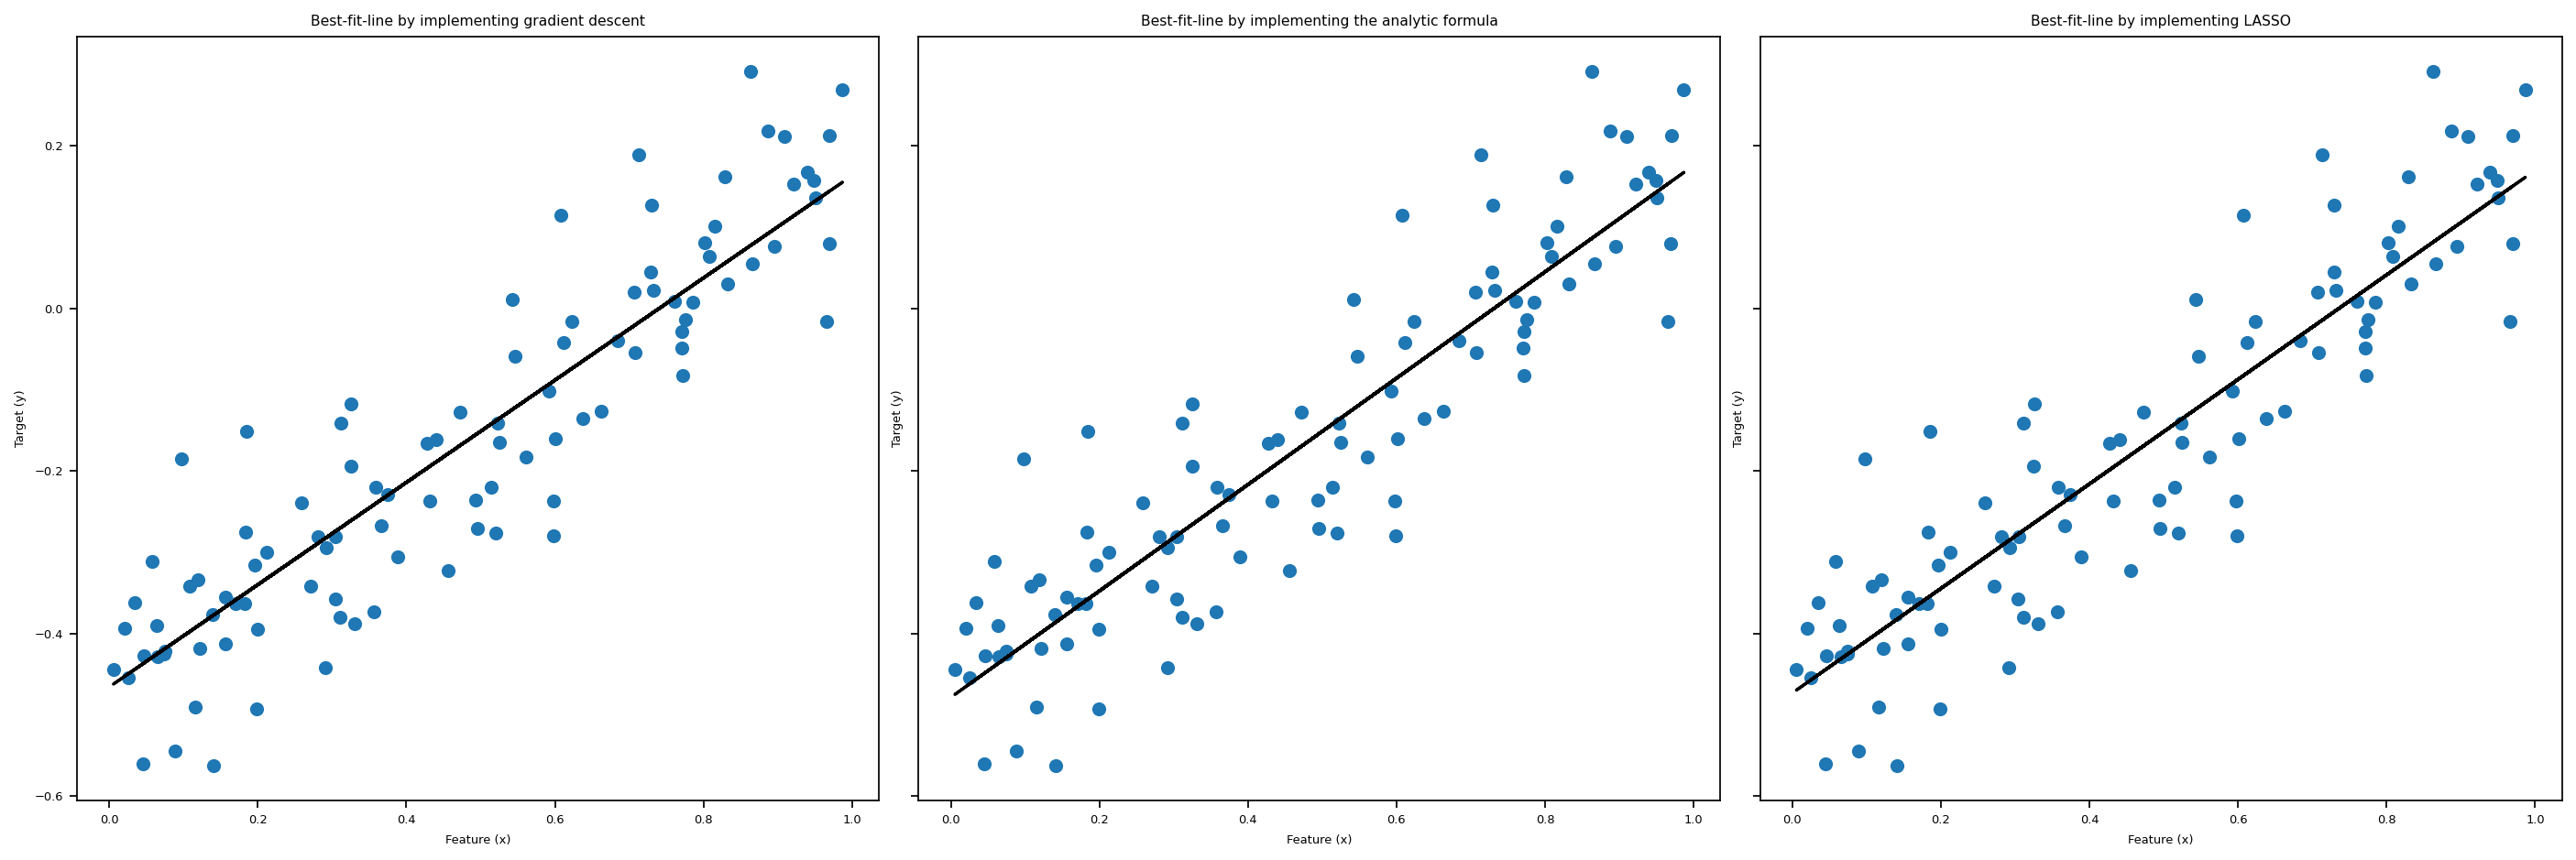 Best-fit-line by implementing gradient descent
Best-fit-line by implementing the analytic formula
Best-fit-line by implementing LASSO
0.2
0.0
−0.2
−0.4
−0.6
Target (y)
Target (y)
Target (y)
0.0 0.2 0.4 0.6 0.8 1.0
0.0 0.2 0.4 0.6 0.8 1.0
0.0 0.2 0.4 0.6 0.8 1.0
Feature (x)
Feature (x)
Feature (x)